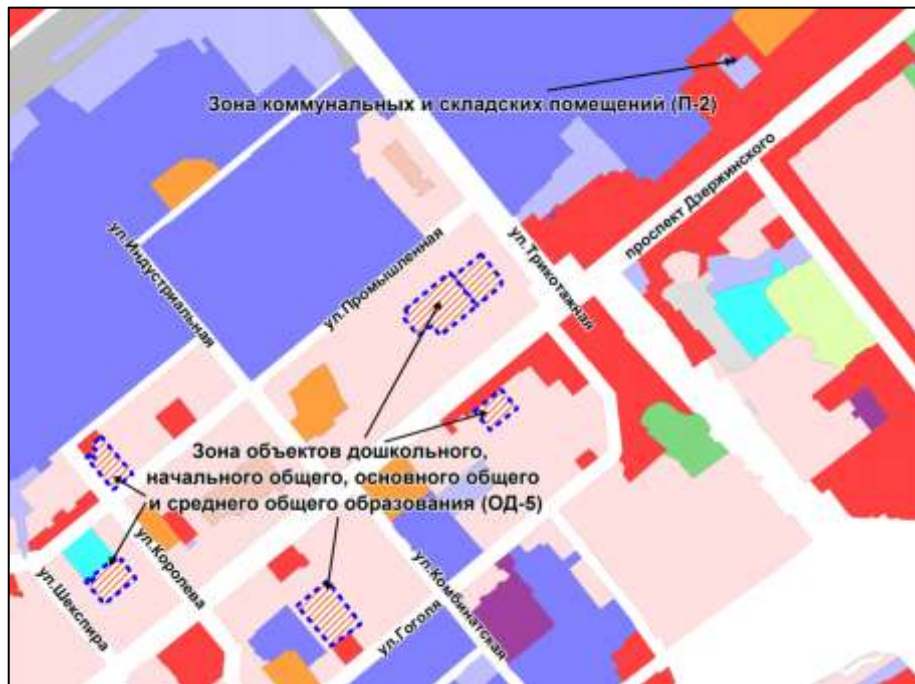 Зона коммунальных и складских помещений (П-2)
проспект Дзержинского
ул.Трикотажная
ул.Промышленная
ул.Индустриальная
Зона объектов дошкольного,
начального общего, основного общего
и среднего общего образования (ОД-5)
ул.Королева
ул.Шекспира
ул.Комбинатская
ул.Гоголя